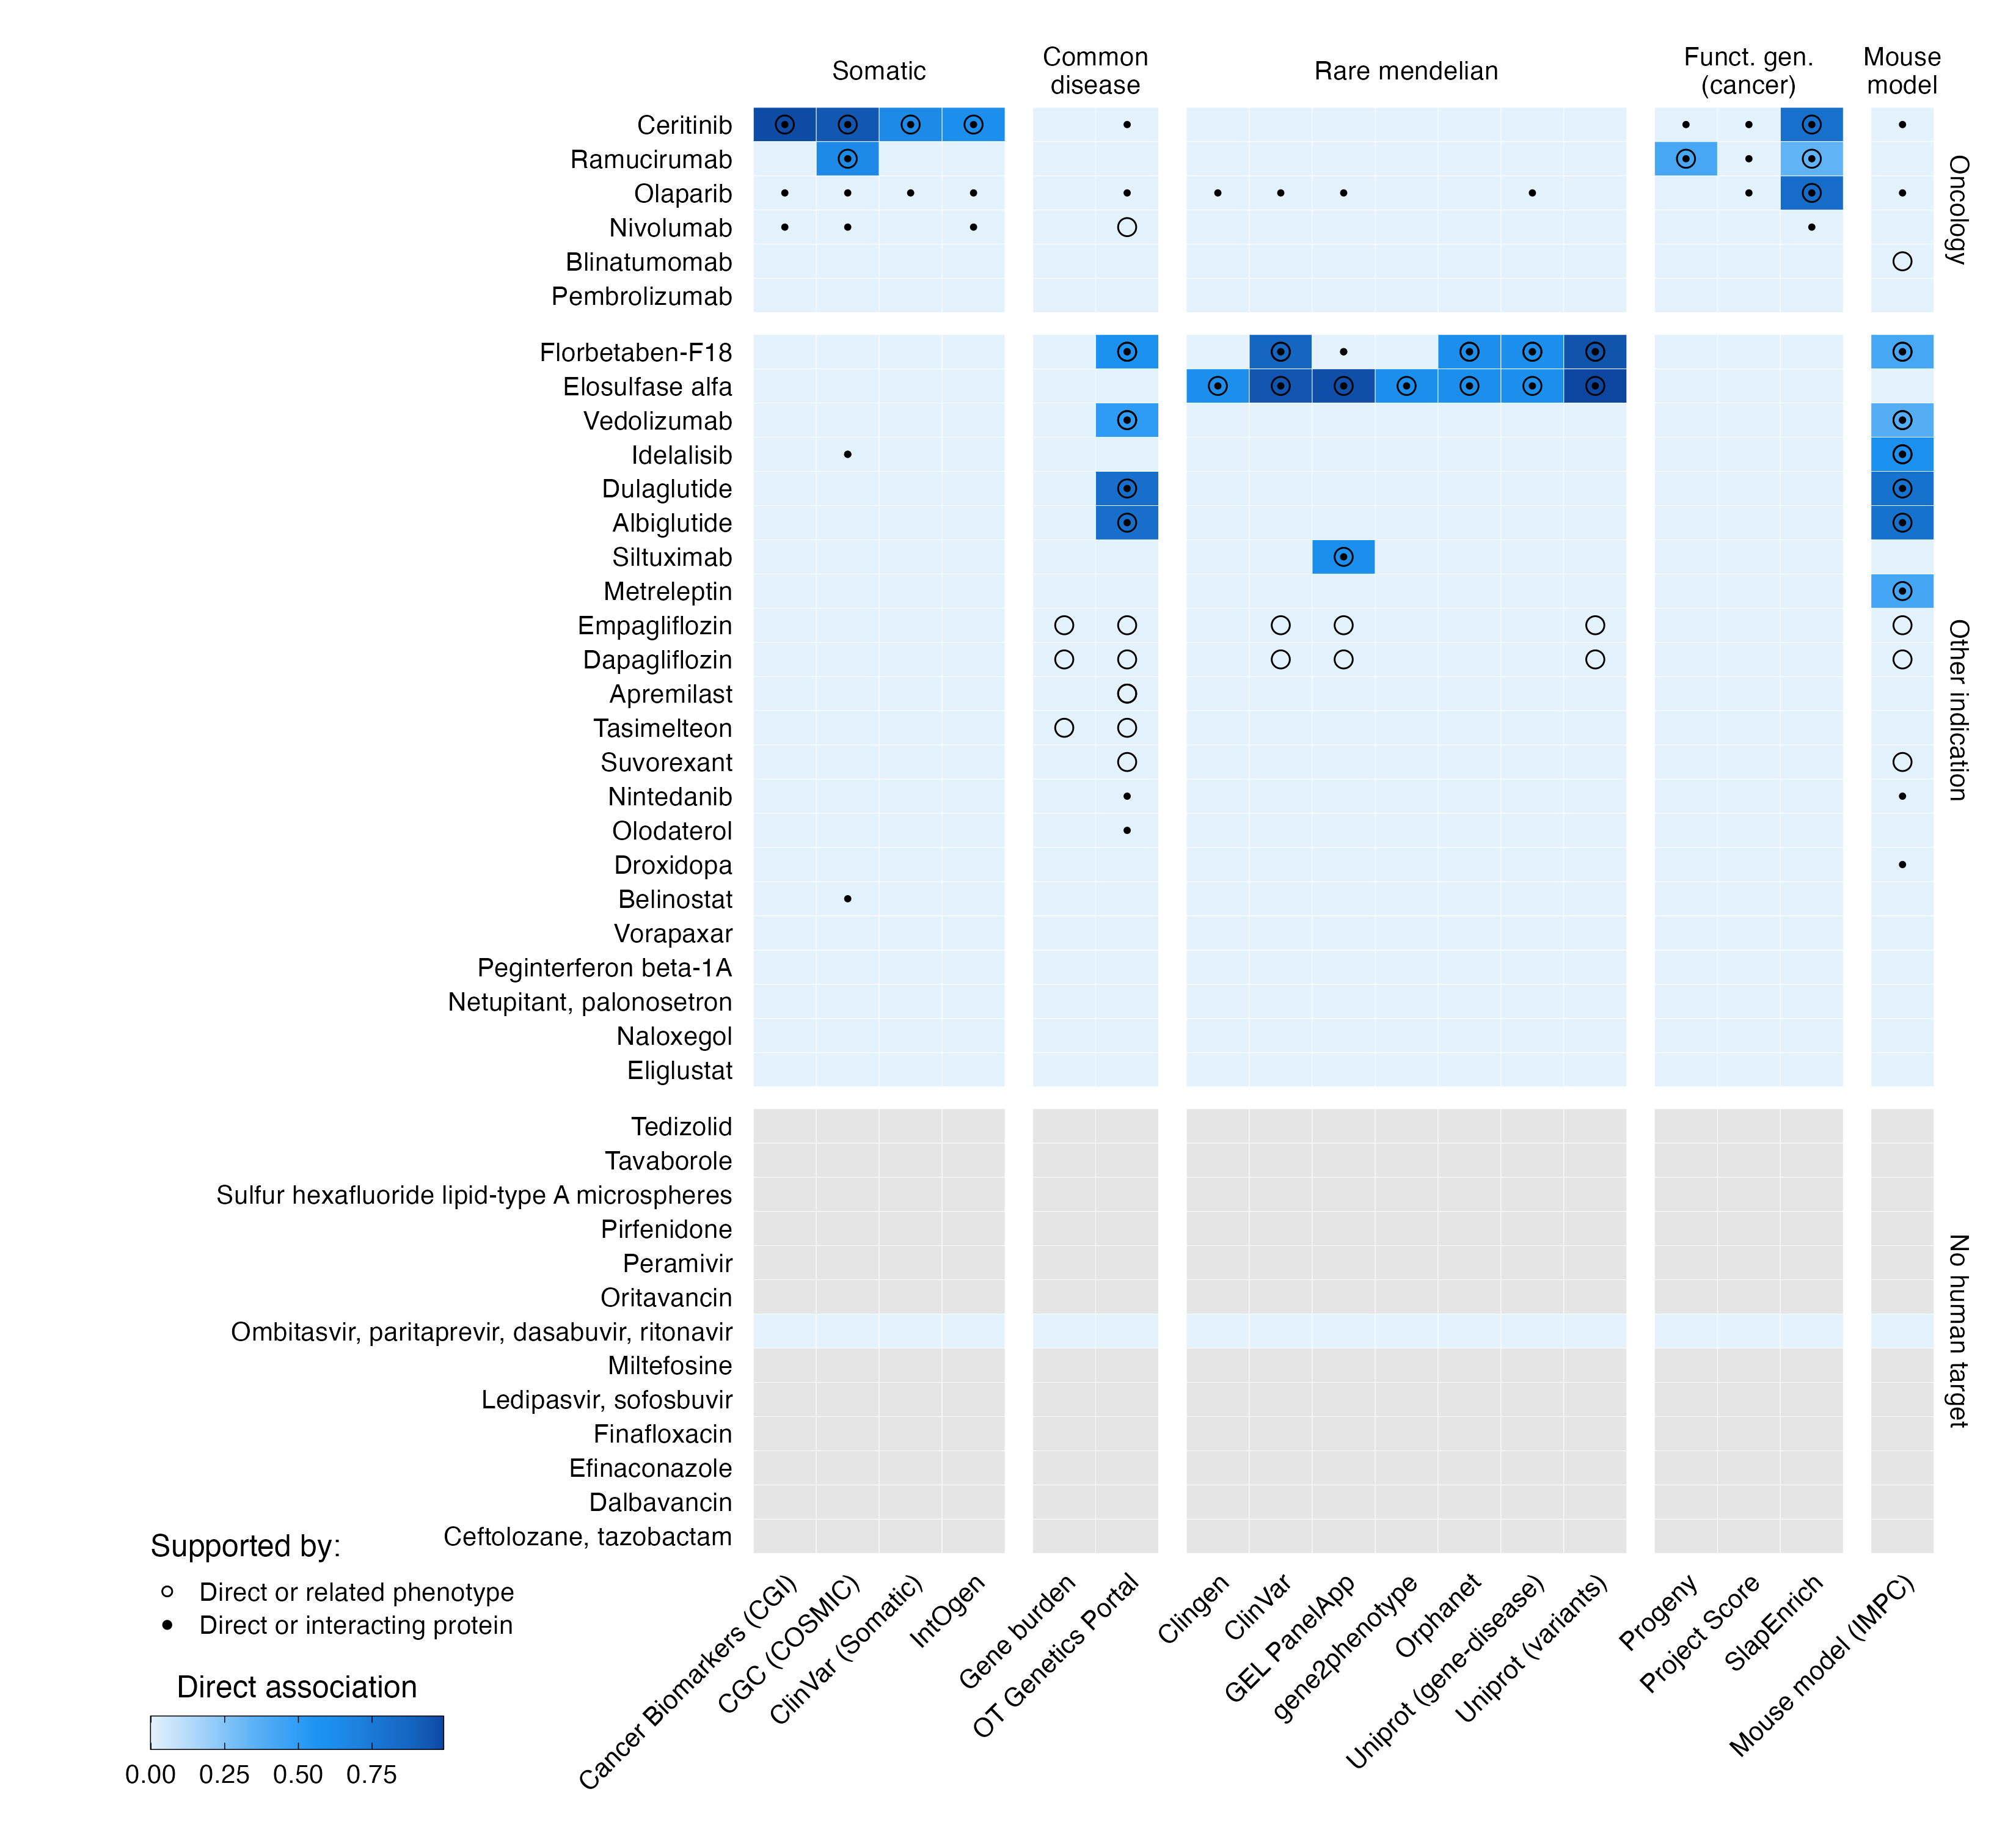 Somatic
Common
disease
Rare mendelian
Funct. gen.
(cancer)
Mouse
model
Ceritinib
Ramucirumab
Olaparib
Nivolumab
Blinatumomab
Pembrolizumab
Oncology
Florbetaben-F18
Elosulfase alfa
Vedolizumab
Idelalisib
Dulaglutide
Albiglutide
Siltuximab
Metreleptin
Empagliflozin
Dapagliflozin
Apremilast
Tasimelteon
Suvorexant
Nintedanib
Olodaterol
Droxidopa
Belinostat
Vorapaxar
Peginterferon beta-1A
Netupitant, palonosetron
Naloxegol
Eliglustat
Other indication
Tedizolid
Tavaborole
Sulfur hexafluoride lipid-type A microspheres
Pirfenidone
Peramivir
Oritavancin
Ombitasvir, paritaprevir, dasabuvir, ritonavir
Miltefosine
Ledipasvir, sofosbuvir
Finafloxacin
Efinaconazole
Dalbavancin
Ceftolozane, tazobactam
No human target
Cancer Biomarkers (CGI)
CGC (COSMIC)
ClinVar (Somatic)
IntOgen
Gene burden
OT Genetics Portal
Clingen
ClinVar
GEL PanelApp
gene2phenotype
Orphanet
Uniprot (gene-disease)
Uniprot (variants)
Progeny
Project Score
SlapEnrich
Mouse model (IMPC)
Supported by:
Direct or related phenotype
Direct or interacting protein
Direct association
0.00 0.25 0.50 0.75